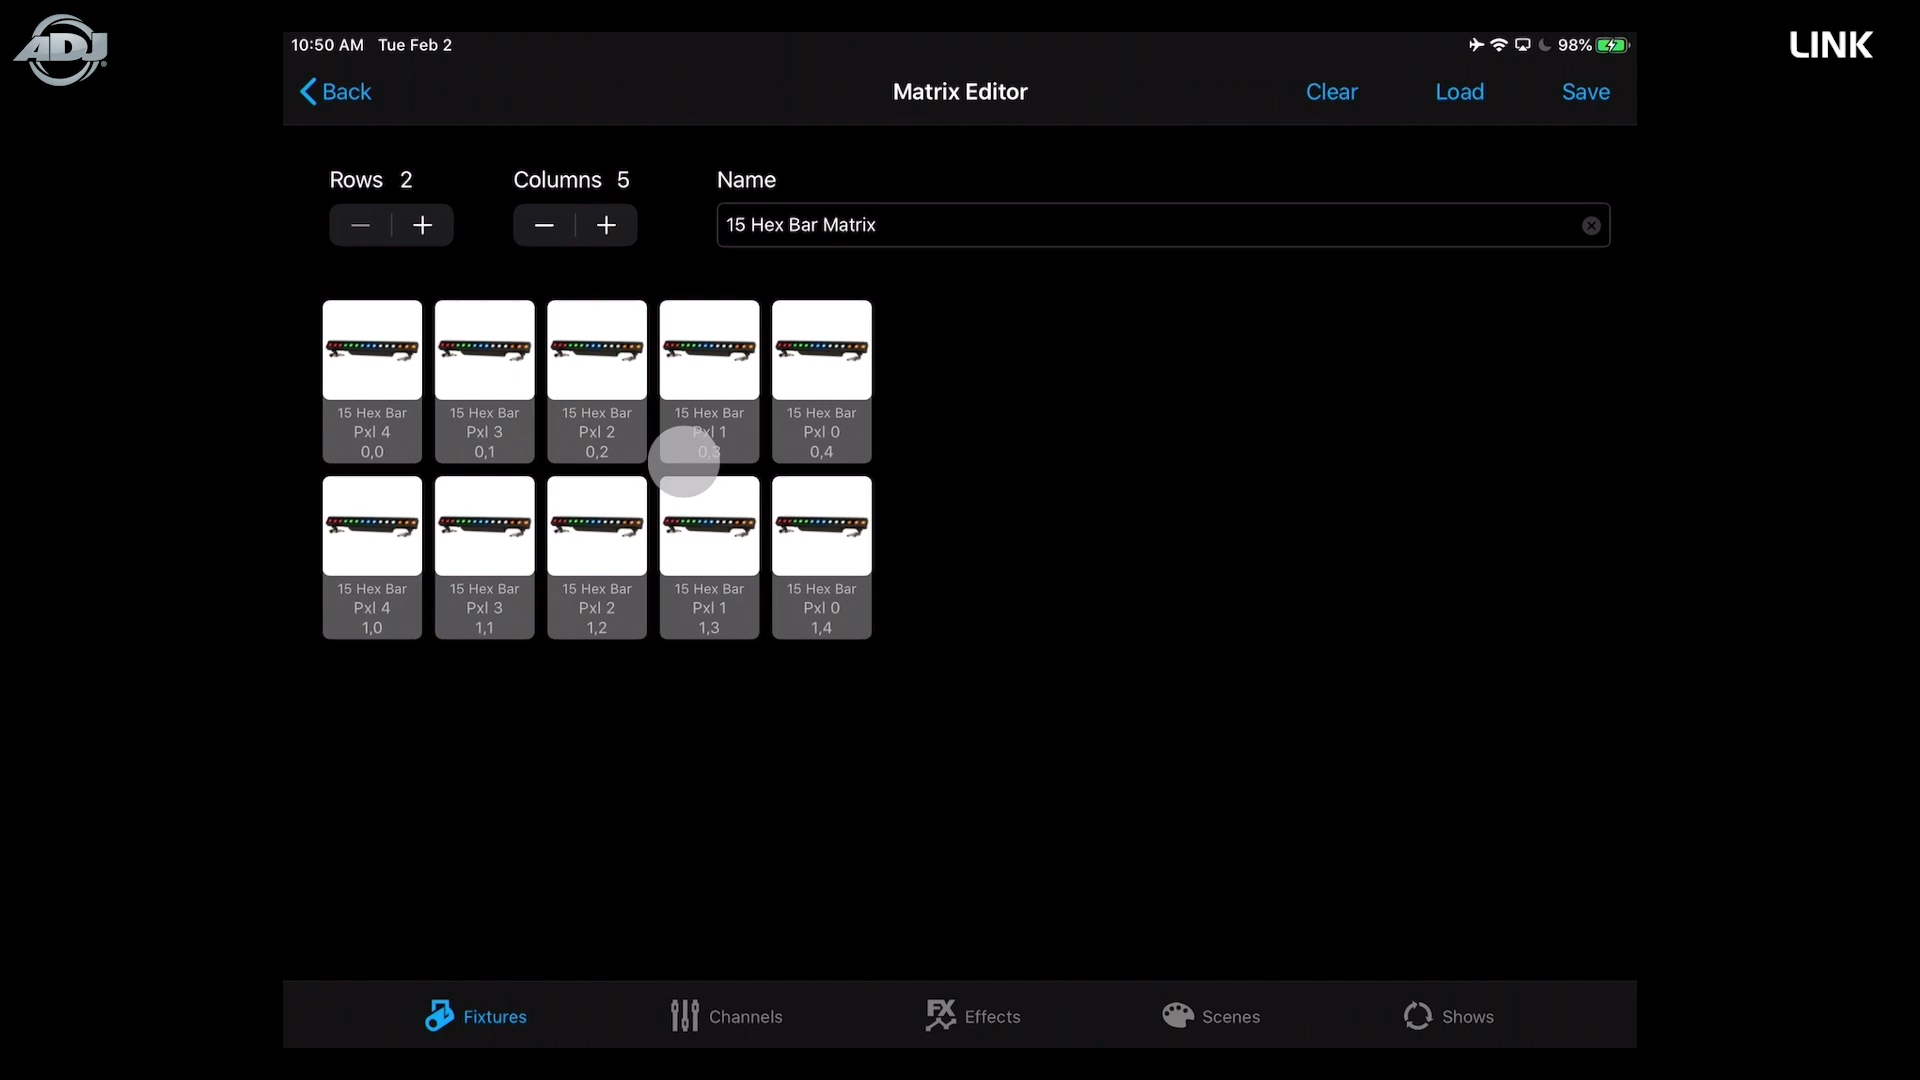 ADJ
LINK
10:50 AM Tue Feb 2
98%
Back
Matrix Editor
Clear
Load
Save
Rows 2
Columns 5
Name
15 Hex Bar Matrix
15 Hex Bar
Pxl 4
0,0
15 Hex Bar
Pxl 3
0,1
15 Hex Bar
Pxl 2
0,2
15 Hex Bar
Pxl 1
0,3
15 Hex Bar
Pxl 0
0,4
15 Hex Bar
Pxl 4
1,0
15 Hex Bar
Pxl 3
1,1
15 Hex Bar
Pxl 2
1,2
15 Hex Bar
Pxl 1
1,3
15 Hex Bar
Pxl 0
1,4
Fixtures
Channels
FX
Effects
Scenes
Shows